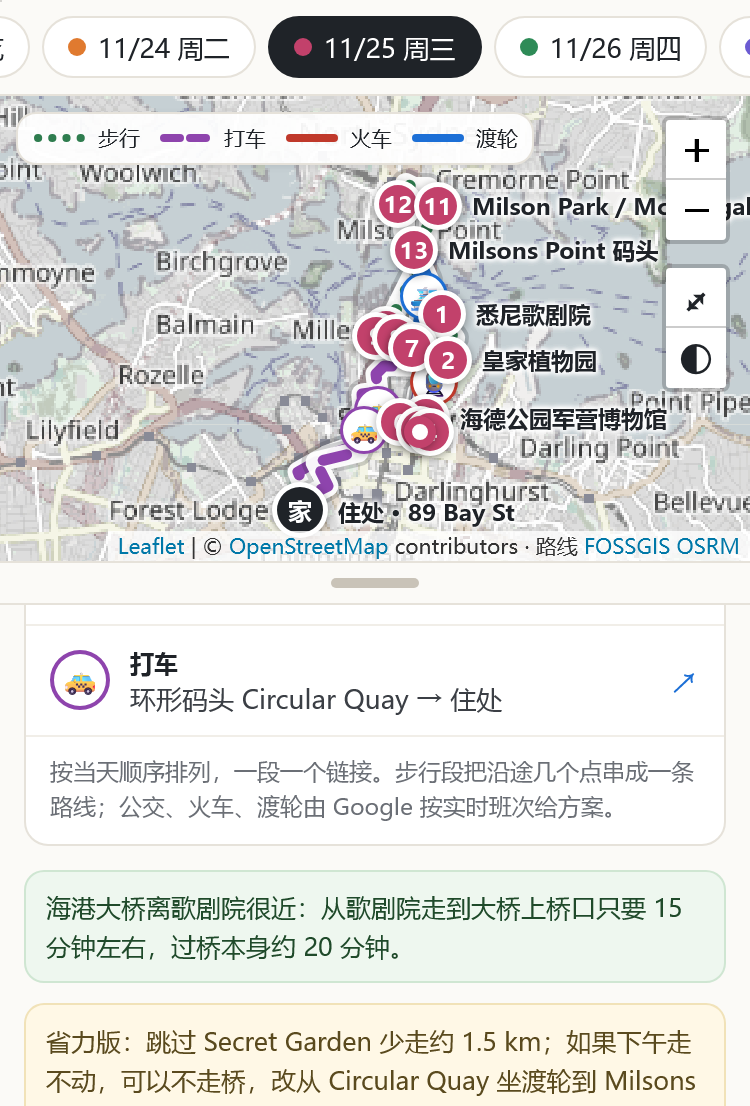 11/24 周二
11/25 周三
11/26 周四
步行
打车
火车
渡轮
Woolwich
Cremorne Point
12
11
Milson Park / Mc
13
Milsons Point 码头
Birchgrove
1
悉尼歌剧院
Balmain
7
2
皇家植物园
Rozelle
海德公园军营博物馆
Lilyfield
Darling Point
Darlinghurst
Forest Lodge
家
住处・89 Bay St
Leaflet | © OpenStreetMap contributors · 路线 FOSSGIS OSRM
打车
环形码头 Circular Quay → 住处
按当天顺序排列，一段一个链接。步行段把沿途几个点串成一条
路线；公交、火车、渡轮由 Google 按实时班次给方案。
海港大桥离歌剧院很近：从歌剧院走到大桥上桥口只要 15
分钟左右，过桥本身约 20 分钟。
省力版：跳过 Secret Garden 少走约 1.5 km；如果下午走
不动，可以不走桥，改从 Circular Quay 坐渡轮到 Milsons